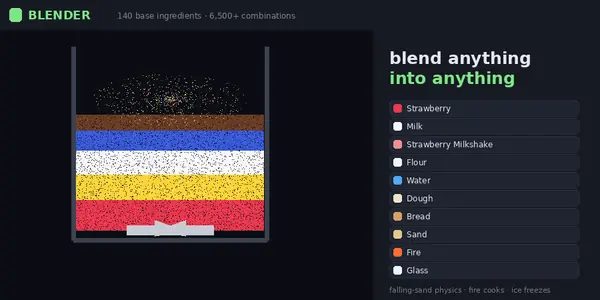 BLENDER
140 base ingredients · 6,500+ combinations
blend anything
into anything
Strawberry
Milk
Strawberry Milkshake
Flour
Water
Dough
Bread
Sand
Fire
Glass
falling-sand physics · fire cooks · ice freezes